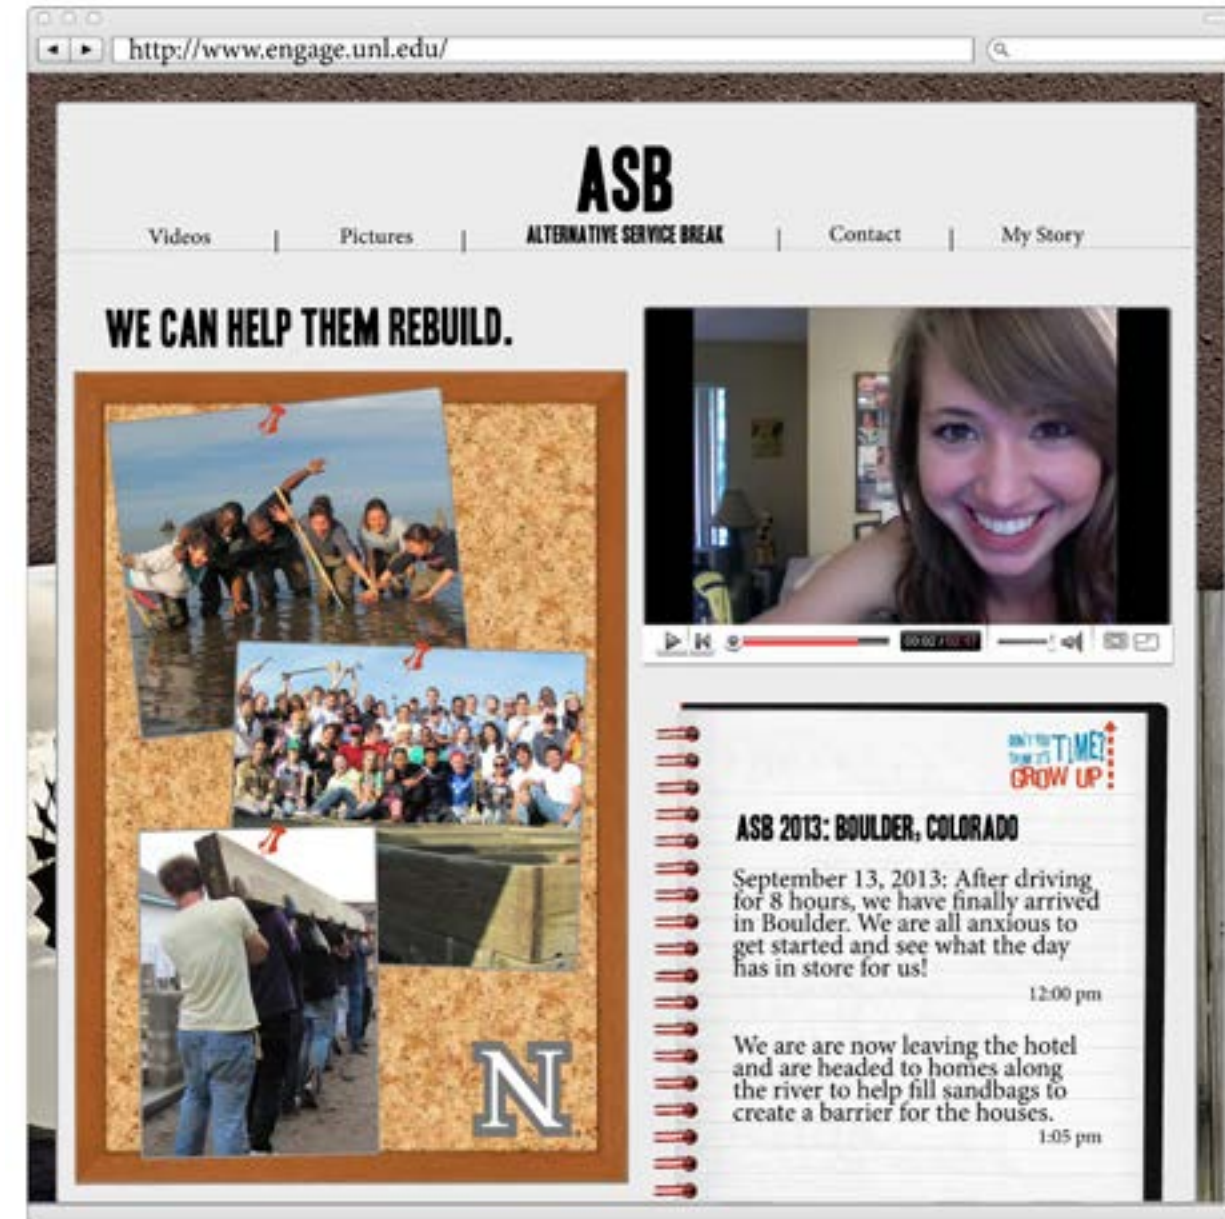 http://www.engage.unl.edu/
ASB
Videos | Pictures | ALTERNATIVE SERVICE BREAK | Contact | My Story
WE CAN HELP THEM REBUILD.
N
DON'T YOU
THINK IT'S TIME?
GROW UP
ASB 2013: BOULDER, COLORADO
September 13, 2013: After driving
for 8 hours, we have finally arrived
in Boulder. We are all anxious to
get started and see what the day
has in store for us!
12:00 pm
We are are now leaving the hotel
and are headed to homes along
the river to help fill sandbags to
create a barrier for the houses.
1:05 pm